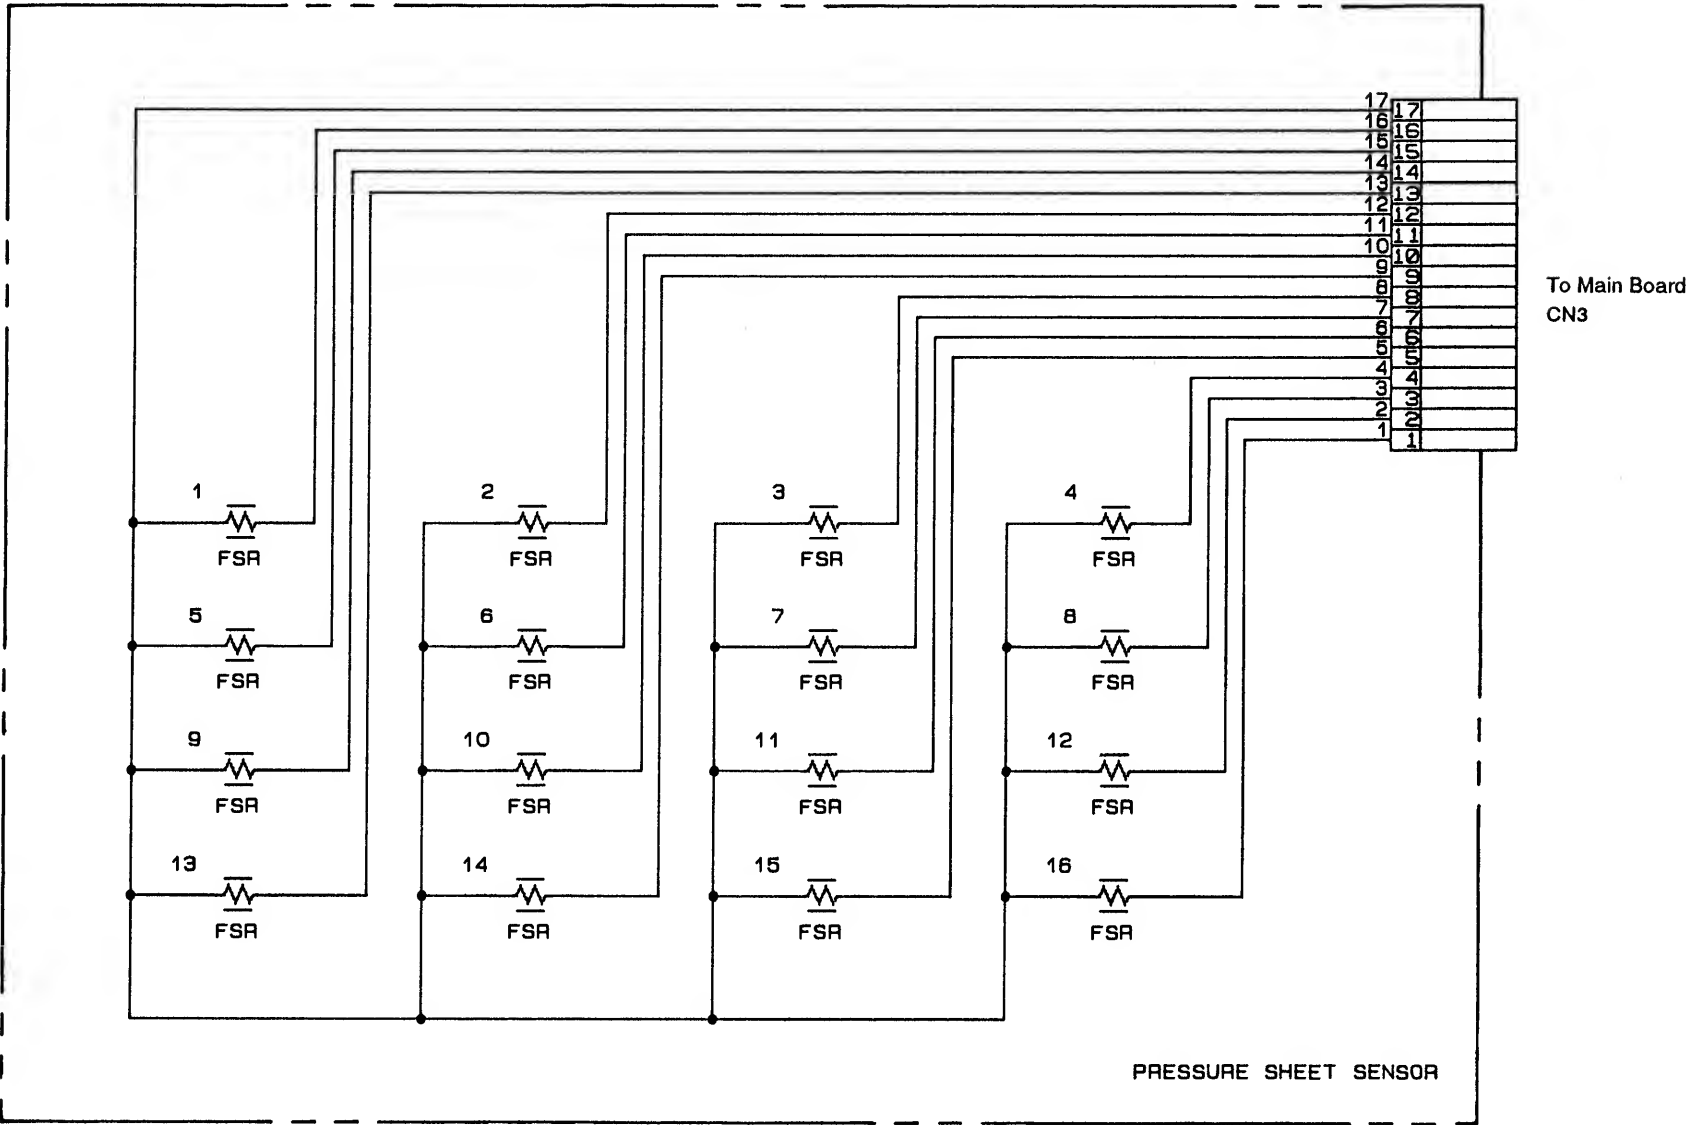 17 17
16 16
15 15
14 14
13 13
12 12
11 11
10 10
9 9
8 8
7 7
6 6
5 5
4 4
3 3
2 2
1 1
To Main Board
CN3
1 2 3 4
FSR FSR FSR FSR
5 6 7 8
FSR FSR FSR FSR
9 10 11 12
FSR FSR FSR FSR
13 14 15 16
FSR FSR FSR FSR
PRESSURE SHEET SENSOR